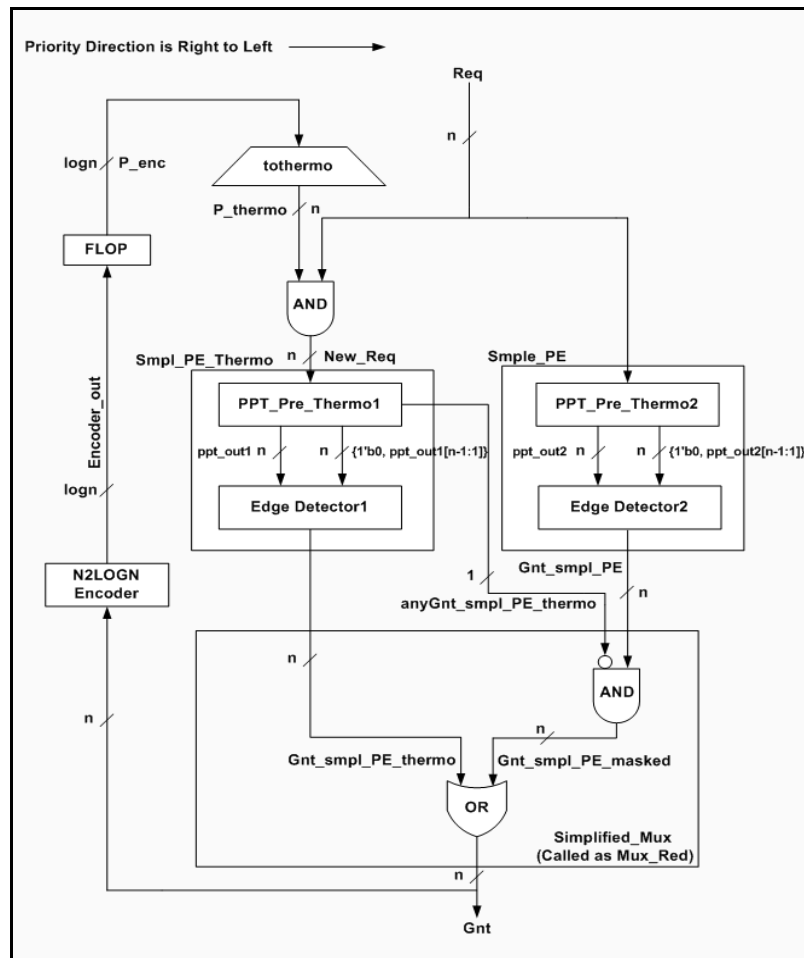 Priority Direction is Right to Left
Req
n
logn
P_enc
tothermo
P_thermo
n
FLOP
AND
n
New_Req
Smpl_PE_Thermo
Smple_PE
PPT_Pre_Thermo1
PPT_Pre_Thermo2
ppt_out1
n
n
{1'b0, ppt_out1[n-1:1]}
ppt_out2
n
n
{1'b0, ppt_out2[n-1:1]}
Encoder_out
logn
Edge Detector1
Edge Detector2
N2LOGN
Encoder
1
Gnt_smpl_PE
n
anyGnt_smpl_PE_thermo
n
n
AND
n
Gnt_smpl_PE_thermo
Gnt_smpl_PE_masked
OR
Simplified_Mux
(Called as Mux_Red)
n
Gnt